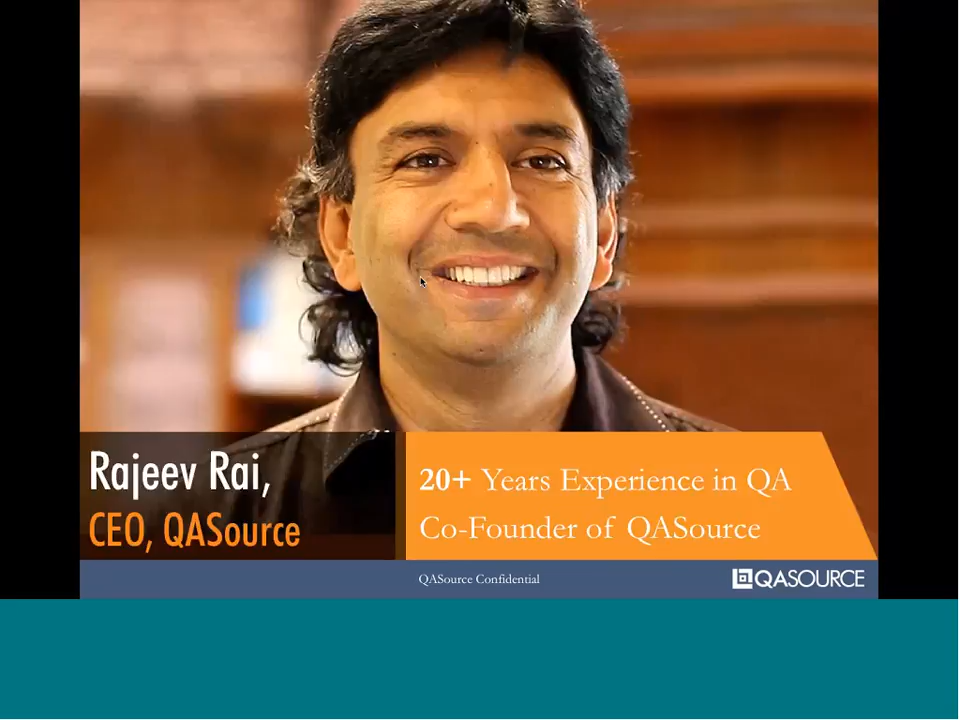 Rajeev Rai,
CEO, QASource
20+ Years Experience in QA
Co-Founder of QASource
QASource Confidential
QASOURCE